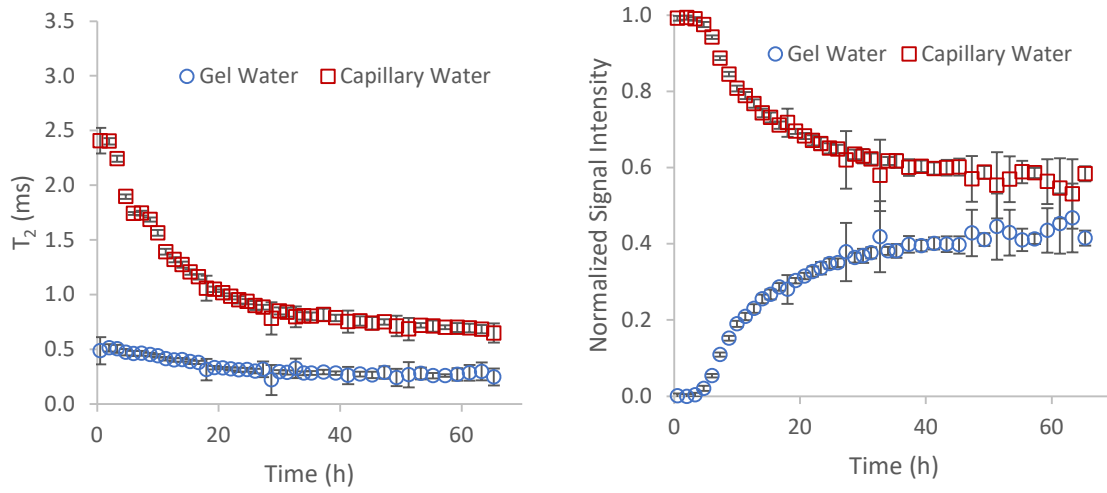 3.5
3.0
2.5
2.0
1.5
1.0
0.5
0.0
T2 (ms)
Gel Water Capillary Water
0 20 40 60
Time (h)
1.0
0.8
0.6
0.4
0.2
0.0
Normalized Signal Intensity
Gel Water Capillary Water
0 20 40 60
Time (h)